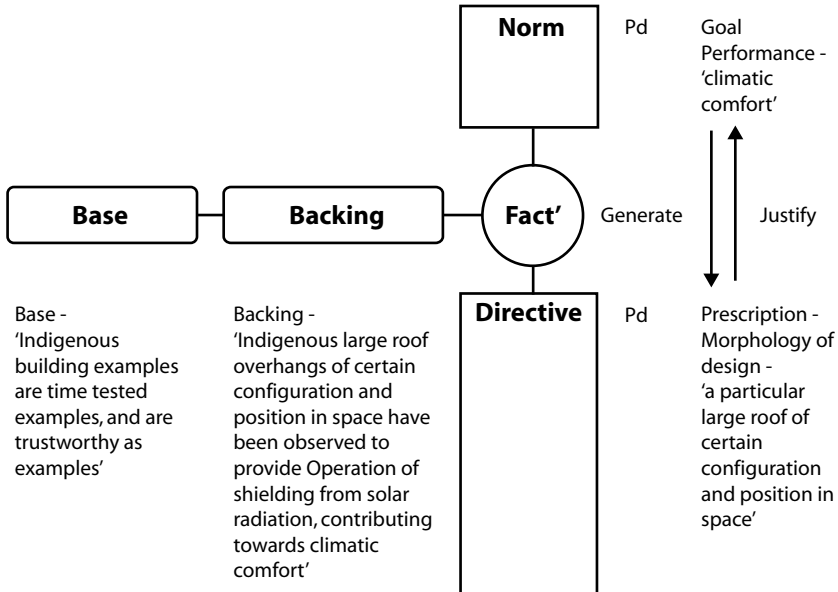 Norm
Pd
Goal
Performance -
‘climatic
comfort’
Base
Backing
Fact’
Generate
Justify
Base -
‘Indigenous
building examples
are time tested
examples, and are
trustworthy as
examples’
Backing -
‘Indigenous large roof
overhangs of certain
configuration and
position in space have
been observed to
provide Operation of
shielding from solar
radiation, contributing
towards climatic
comfort’
Directive
Pd
Prescription -
Morphology of
design -
‘a particular
large roof of
certain
configuration
and position in
space’